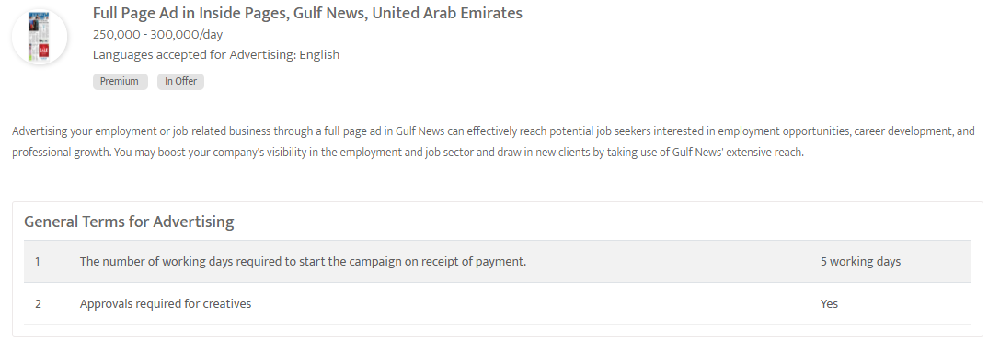 Full Page Ad in Inside Pages, Gulf News, United Arab Emirates
250,000 - 300,000/day
Languages accepted for Advertising: English
Premium In Offer
Advertising your employment or job-related business through a full-page ad in Gulf News can effectively reach potential job seekers interested in employment opportunities, career development, and
professional growth. You may boost your company's visibility in the employment and job sector and draw in new clients by taking use of Gulf News' extensive reach.
General Terms for Advertising
1 The number of working days required to start the campaign on receipt of payment. 5 working days
2 Approvals required for creatives Yes